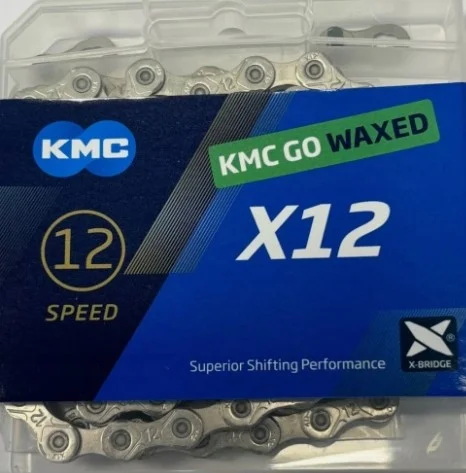 KMC
KMC GO WAXED
12
SPEED
X12
Superior Shifting Performance
X-BRIDGE